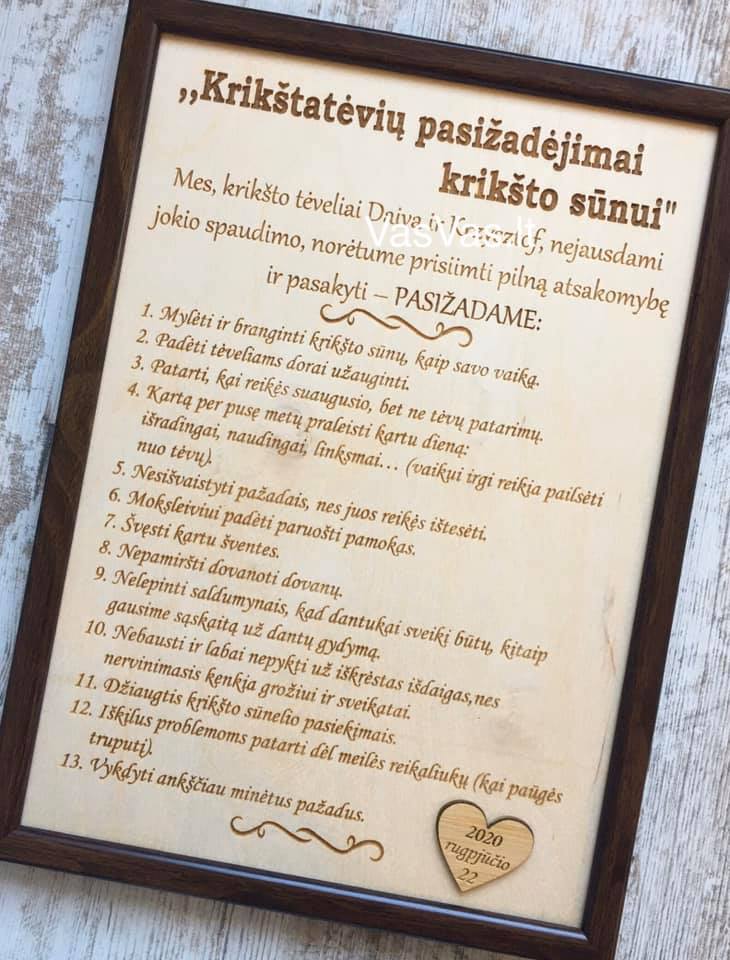 ,,Krikštatėvių pasižadėjimai
krikšto sūnui"
Mes, krikšto tėveliai Daiva ir nejausdami
jokio spaudimo, norėtume prisiimti pilną atsakomybę
ir pasakyti – PASIŽADAME:
1. Mylėti ir branginti krikšto sūnų, kaip savo vaiką.
2. Padėti tėveliams dorai užauginti.
3. Patarti, kai reikės suaugusio, bet ne tėvų patarimų.
4. Kartą per pusę metų praleisti kartu dieną:
išradingai, naudingai, linksmai... (vaikui irgi reikia pailsėti
nuo tėvų).
5. Nesišvaistyti pažadais, nes juos reikės ištesėti.
6. Moksleiviui padėti paruošti pamokas.
7. Švęsti kartu šventes.
8. Nepamiršti dovanoti dovanų.
9. Nelepinti saldumynais, kad dantukai sveiki būtų, kitaip
gausime sąskaitą už dantų gydymą.
10. Nebausti ir labai nepykti už iškrėstas išdaigas,nes
nervinimasis kenkia grožiui ir sveikatai.
11. Džiaugtis krikšto sūnelio pasiekimais.
12. Iškilus problemoms patarti dėl meilės reikaliukų (kai paūgės
truputį).
13. Vykdyti ankščiau minėtus pažadus.
2020
rugpjūčio
22
VasVas.lt